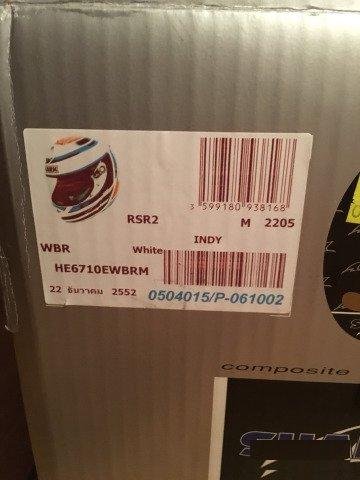 3 599180 938168
RSR2 M 2205
INDY
WBR White
HE6710EWBRM
22 ธันวาคม 2552 0504015/P-061002
composite